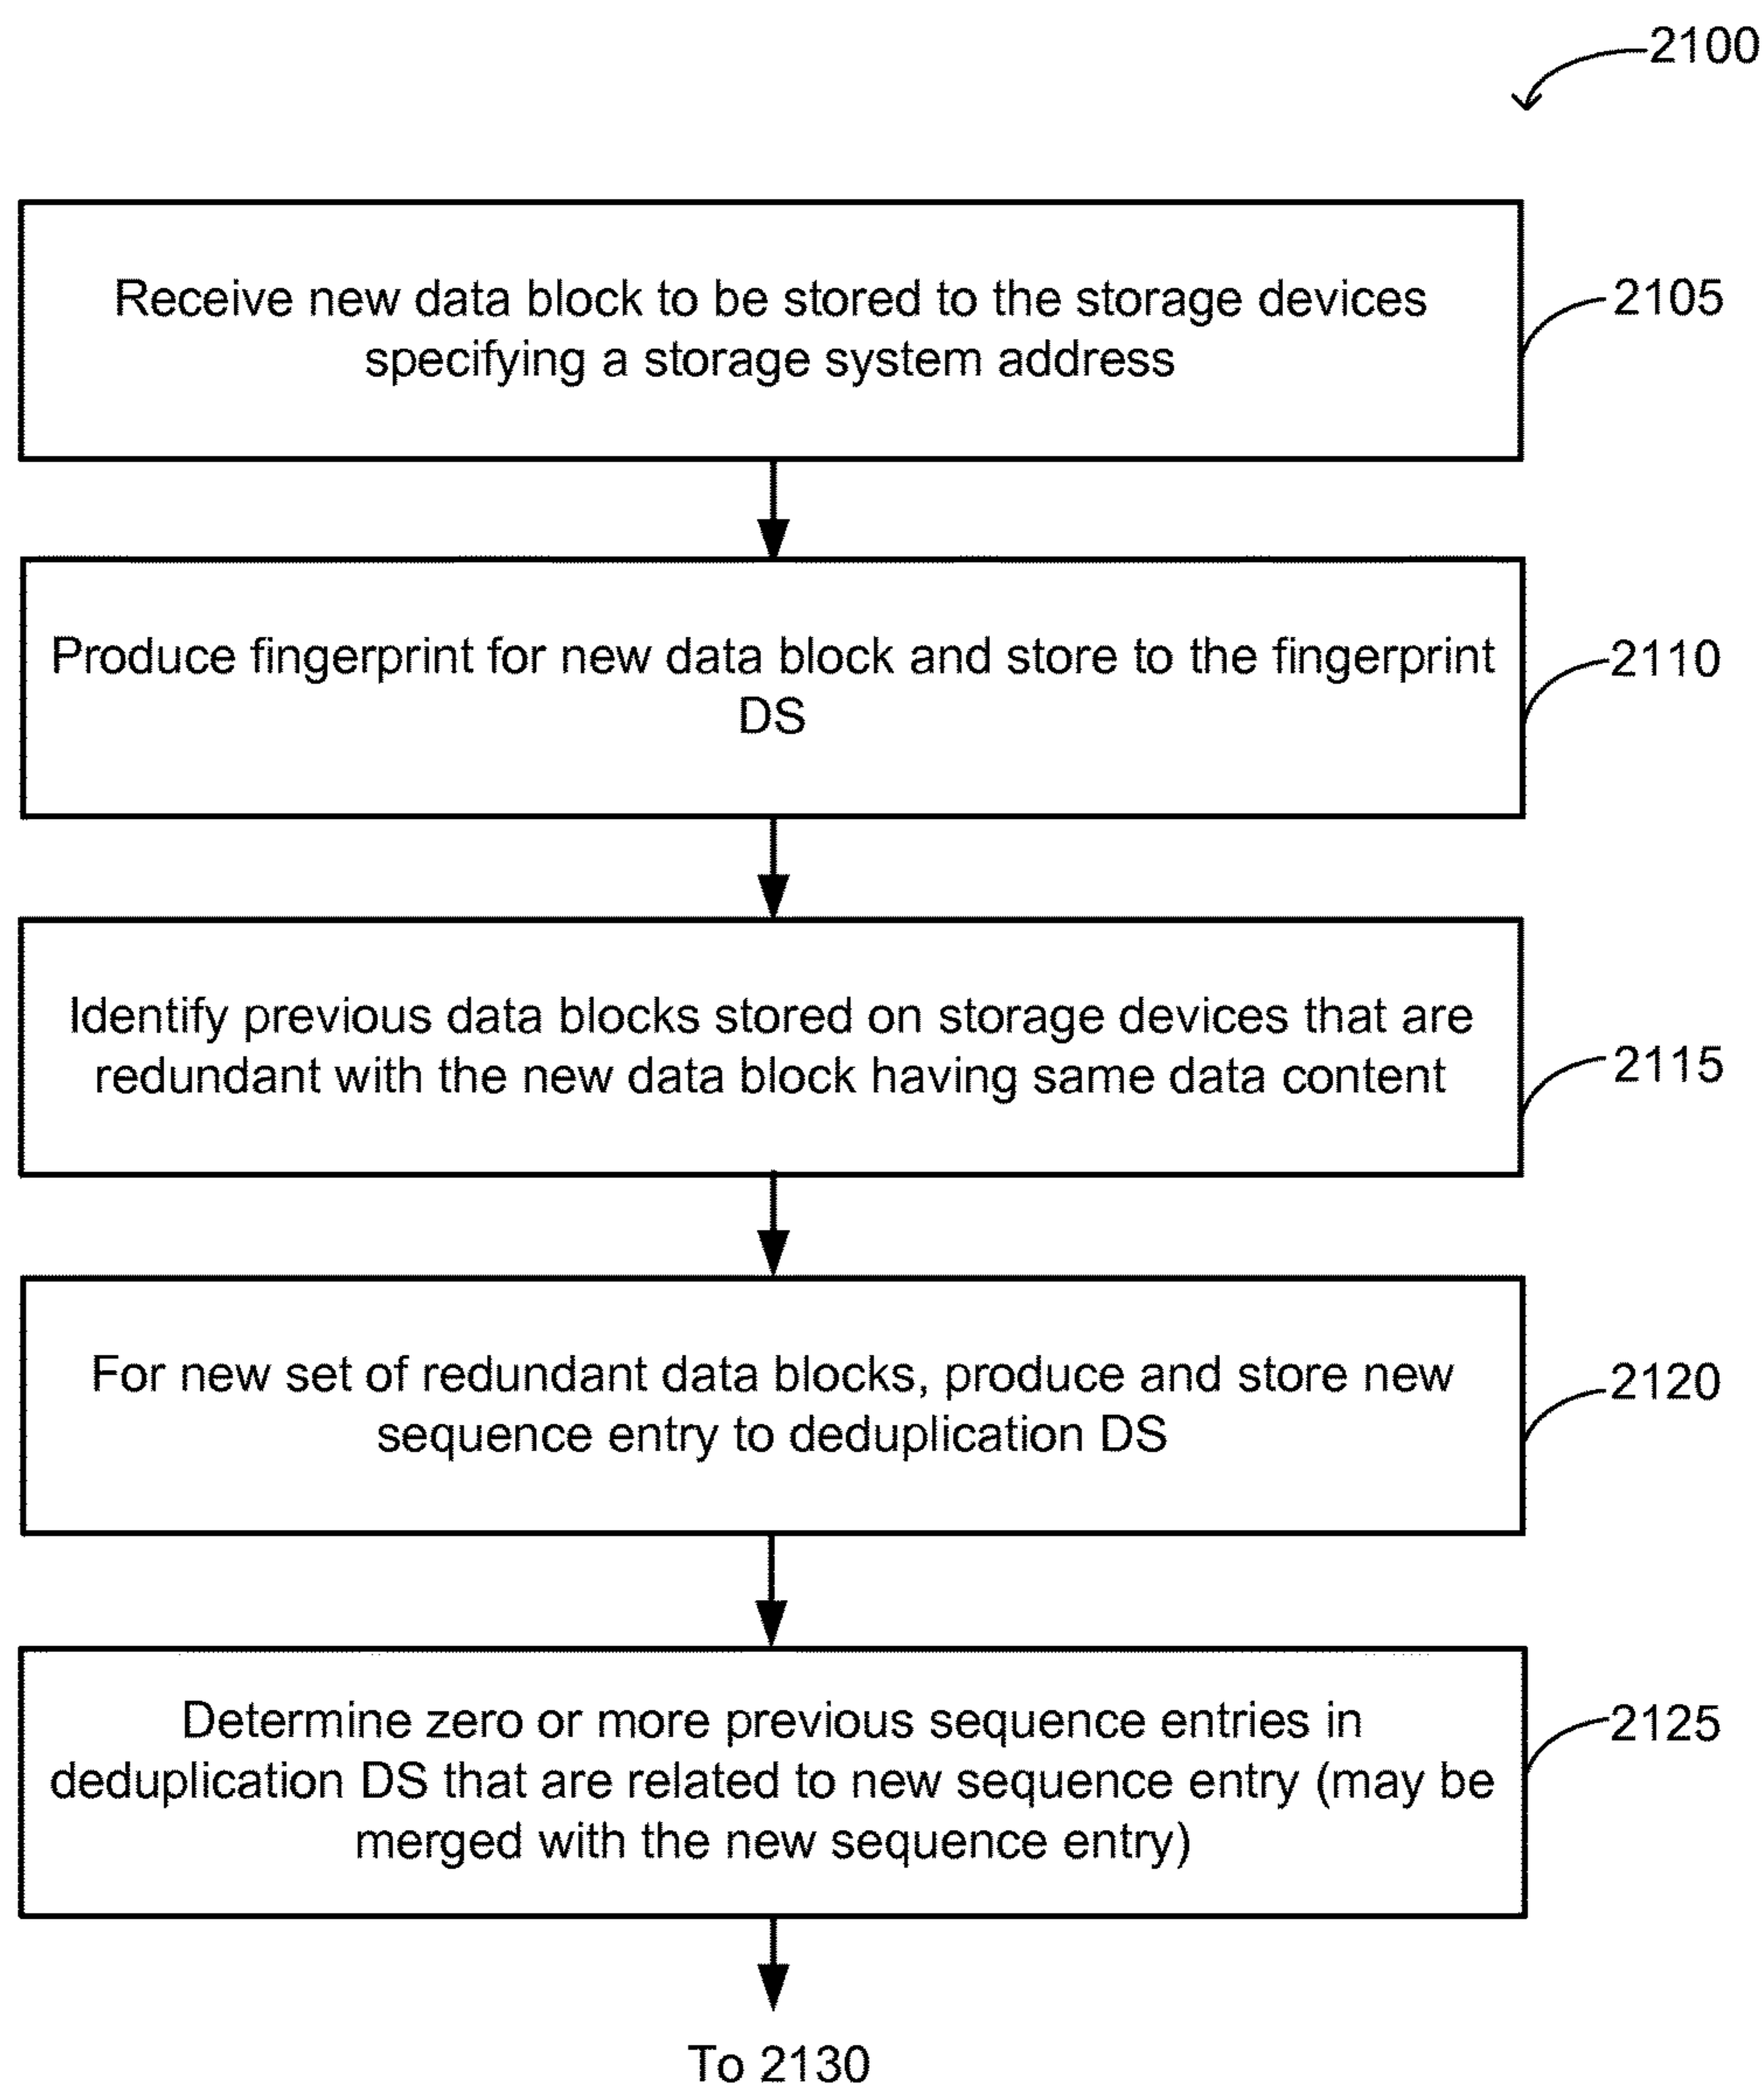 2100
Receive new data block to be stored to the storage devices
specifying a storage system address
2105
Produce fingerprint for new data block and store to the fingerprint
DS
2110
Identify previous data blocks stored on storage devices that are
redundant with the new data block having same data content
2115
For new set of redundant data blocks, produce and store new
sequence entry to deduplication DS
2120
Determine zero or more previous sequence entries in
deduplication DS that are related to new sequence entry (may be
merged with the new sequence entry)
2125
To 2130